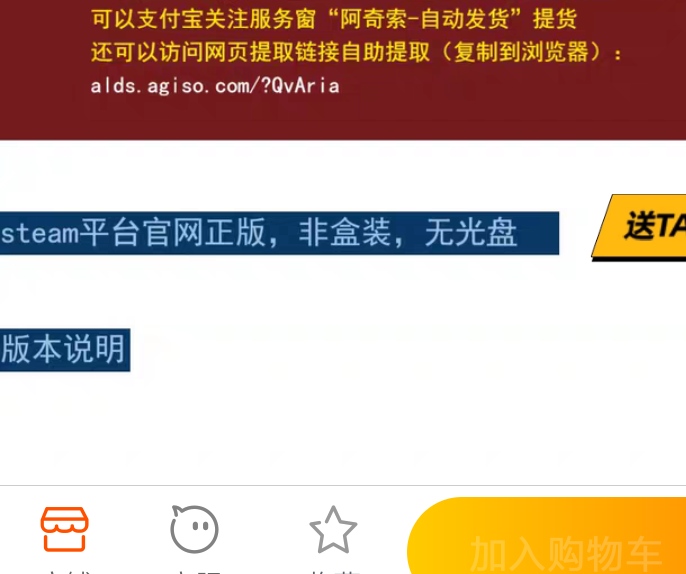 可以支付宝关注服务窗“阿奇索-自动发货”提货
还可以访问网页提取链接自助提取（复制到浏览器）：
alds.agiso.com/?QvAria
steam平台官网正版，非盒装，无光盘
送TA
版本说明
加入购物车